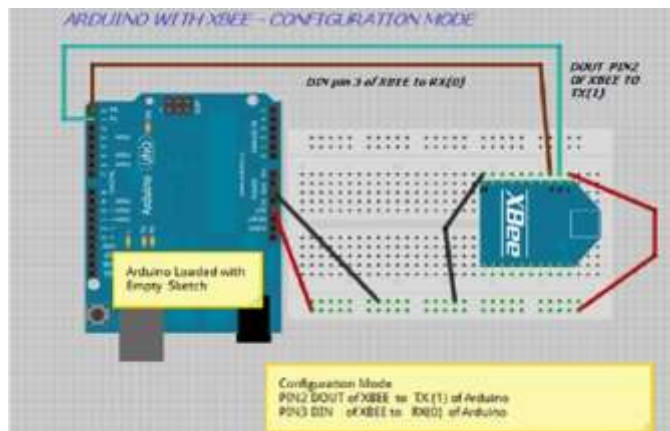 ARDUINO WITH XBEE - CONFIGURATION MODE
DIN pin 3 of XBEE to RX(0)
DOUT PIN2
OF XBEE TO
TX(1)
Arduino
XBee
Arduino Loaded with
Empty Sketch
Configuration Mode
PIN2 DOUT of XBEE to TX (1) of Arduino
PIN3 DIN of XBEE to RX(0) of Arduino